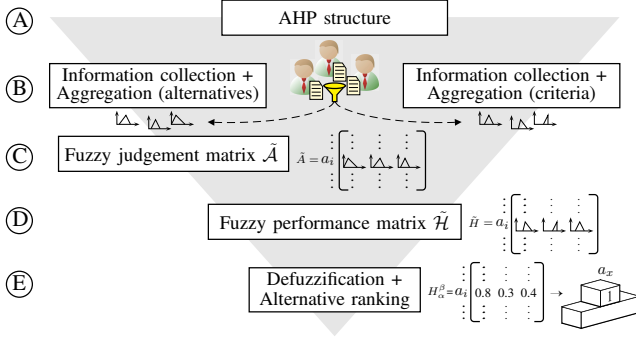 A
AHP structure
B
Information collection +
Aggregation (alternatives)
Information collection +
Aggregation (criteria)
C
Fuzzy judgement matrix Ã
Ã = a_i
D
Fuzzy performance matrix H̃
H̃ = a_i
E
Defuzzification +
Alternative ranking
H_α^β = a_i [0.8 0.3 0.4] →
a_x
1